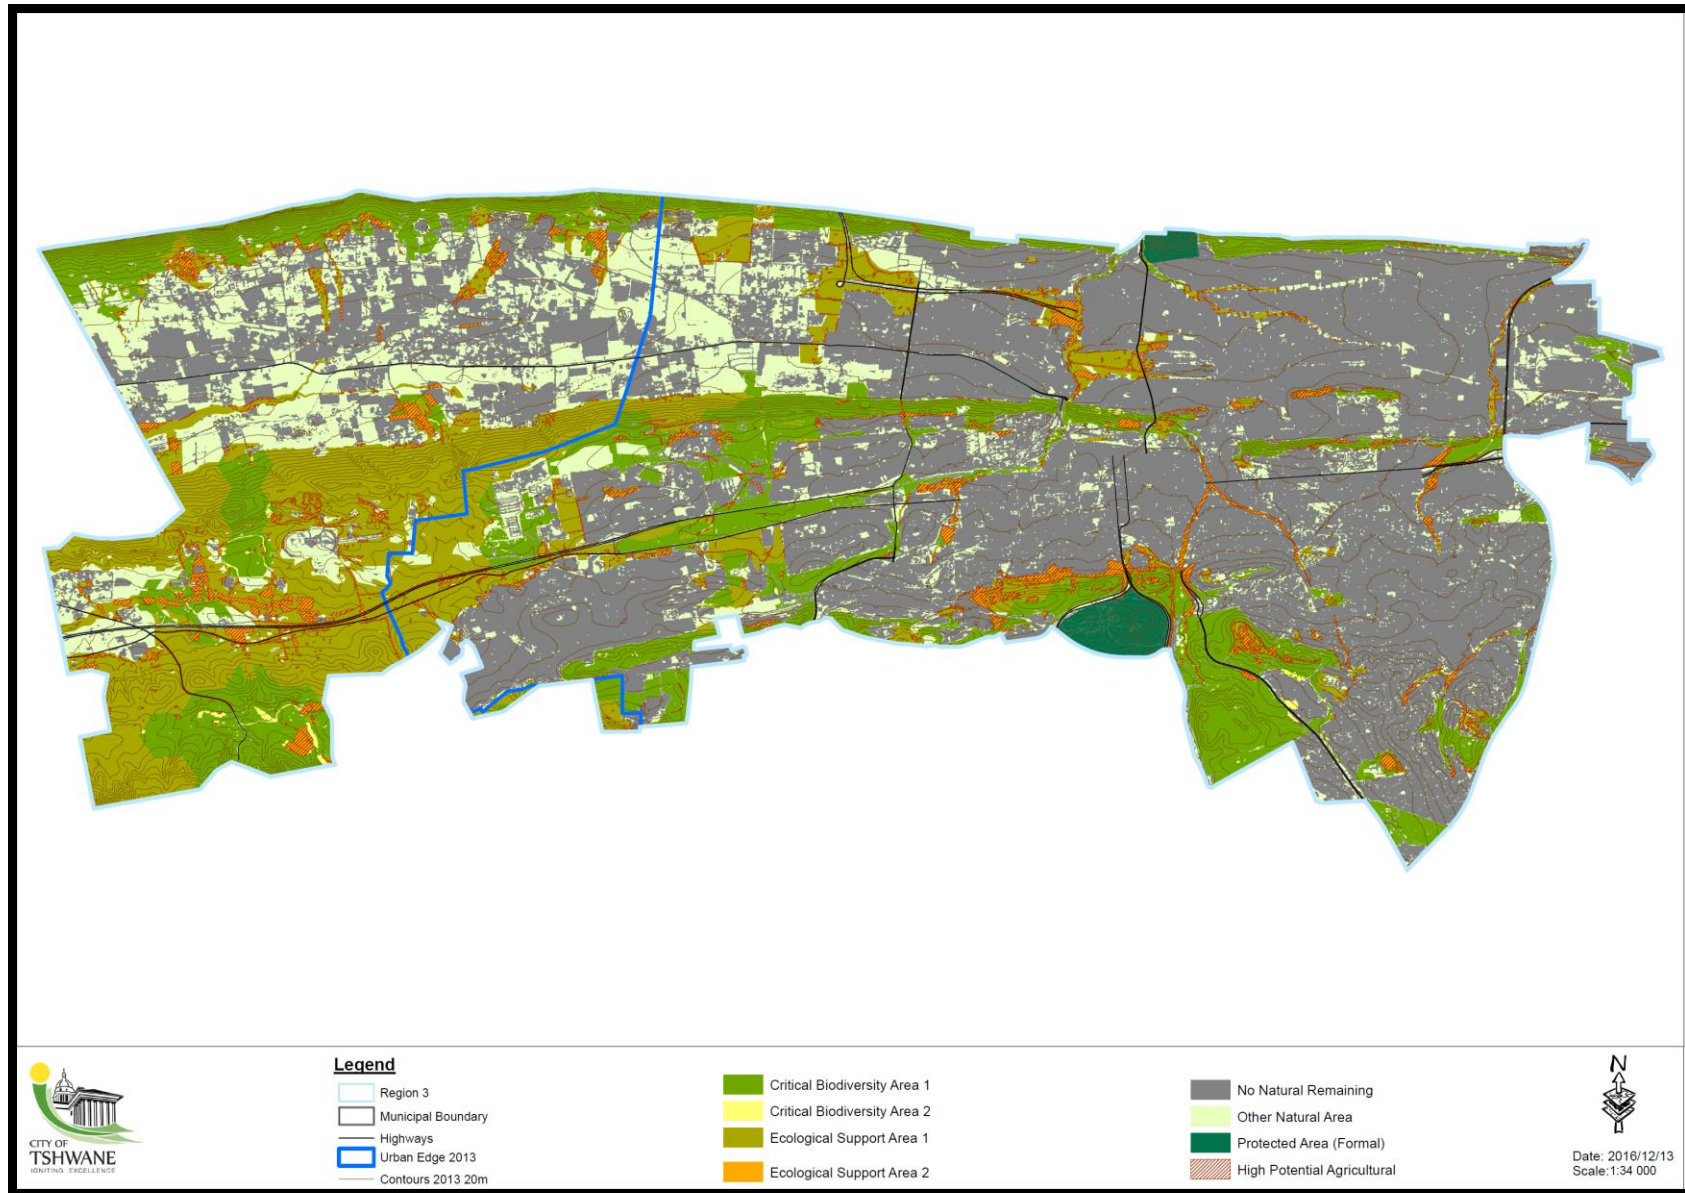 Legend
Region 3
Municipal Boundary
Highways
Urban Edge 2013
Contours 2013 20m
Critical Biodiversity Area 1
Critical Biodiversity Area 2
Ecological Support Area 1
Ecological Support Area 2
No Natural Remaining
Other Natural Area
Protected Area (Formal)
High Potential Agricultural
CITY OF
TSHWANE
IGNITING EXCELLENCE
N
Date: 2016/12/13
Scale:1:34 000